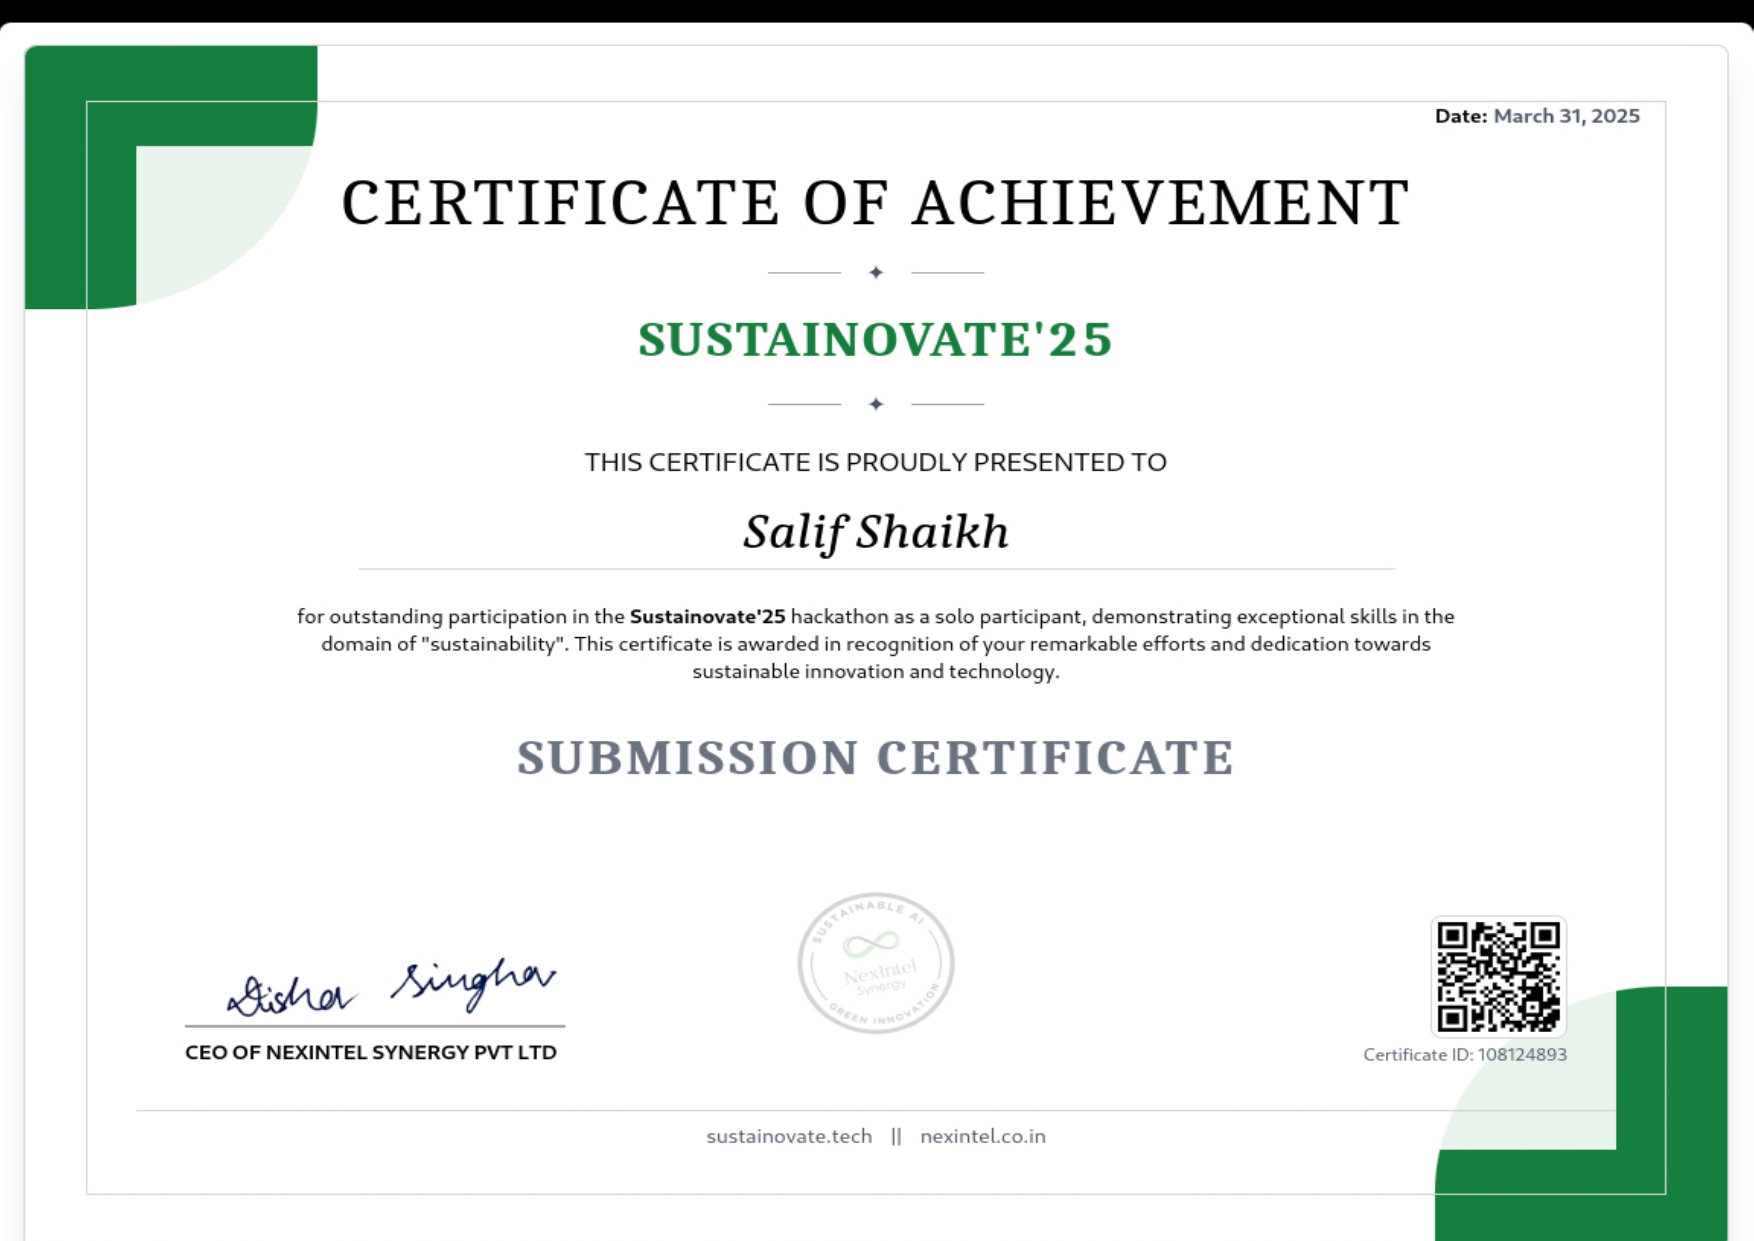 Date: March 31, 2025
CERTIFICATE OF ACHIEVEMENT
SUSTAINOVATE'25
THIS CERTIFICATE IS PROUDLY PRESENTED TO
Salif Shaikh
for outstanding participation in the Sustainovate'25 hackathon as a solo participant, demonstrating exceptional skills in the
domain of "sustainability". This certificate is awarded in recognition of your remarkable efforts and dedication towards
sustainable innovation and technology.
SUBMISSION CERTIFICATE
SUSTAINABLE AI
NexIntel
Synergy
GREEN INNOVATION
Disha Singha
CEO OF NEXINTEL SYNERGY PVT LTD
Certificate ID: 108124893
sustainovate.tech || nexintel.co.in